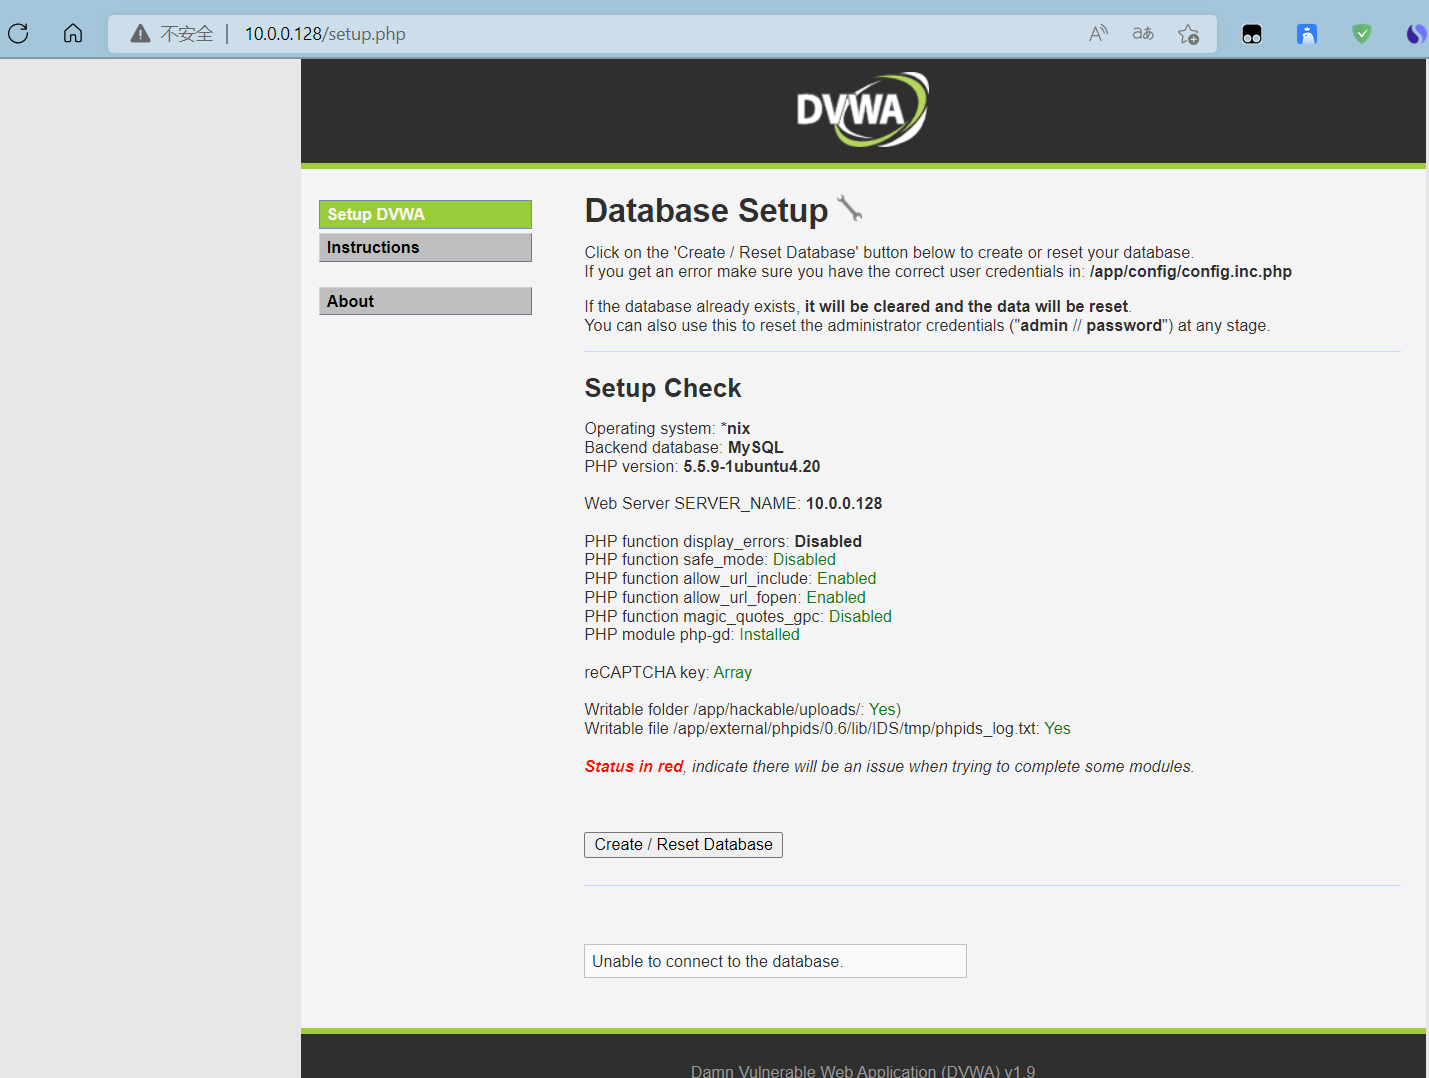 不安全 | 10.0.0.128/setup.php
DVWA
Setup DVWA
Instructions
About
Database Setup
Click on the 'Create / Reset Database' button below to create or reset your database.
If you get an error make sure you have the correct user credentials in: /app/config/config.inc.php
If the database already exists, it will be cleared and the data will be reset.
You can also use this to reset the administrator credentials ("admin // password") at any stage.
Setup Check
Operating system: *nix
Backend database: MySQL
PHP version: 5.5.9-1ubuntu4.20
Web Server SERVER_NAME: 10.0.0.128
PHP function display_errors: Disabled
PHP function safe_mode: Disabled
PHP function allow_url_include: Enabled
PHP function allow_url_fopen: Enabled
PHP function magic_quotes_gpc: Disabled
PHP module php-gd: Installed
reCAPTCHA key: Array
Writable folder /app/hackable/uploads/: Yes)
Writable file /app/external/phpids/0.6/lib/IDS/tmp/phpids_log.txt: Yes
Status in red, indicate there will be an issue when trying to complete some modules.
Create / Reset Database
Unable to connect to the database.
Damn Vulnerable Web Application (DVWA) v1.9